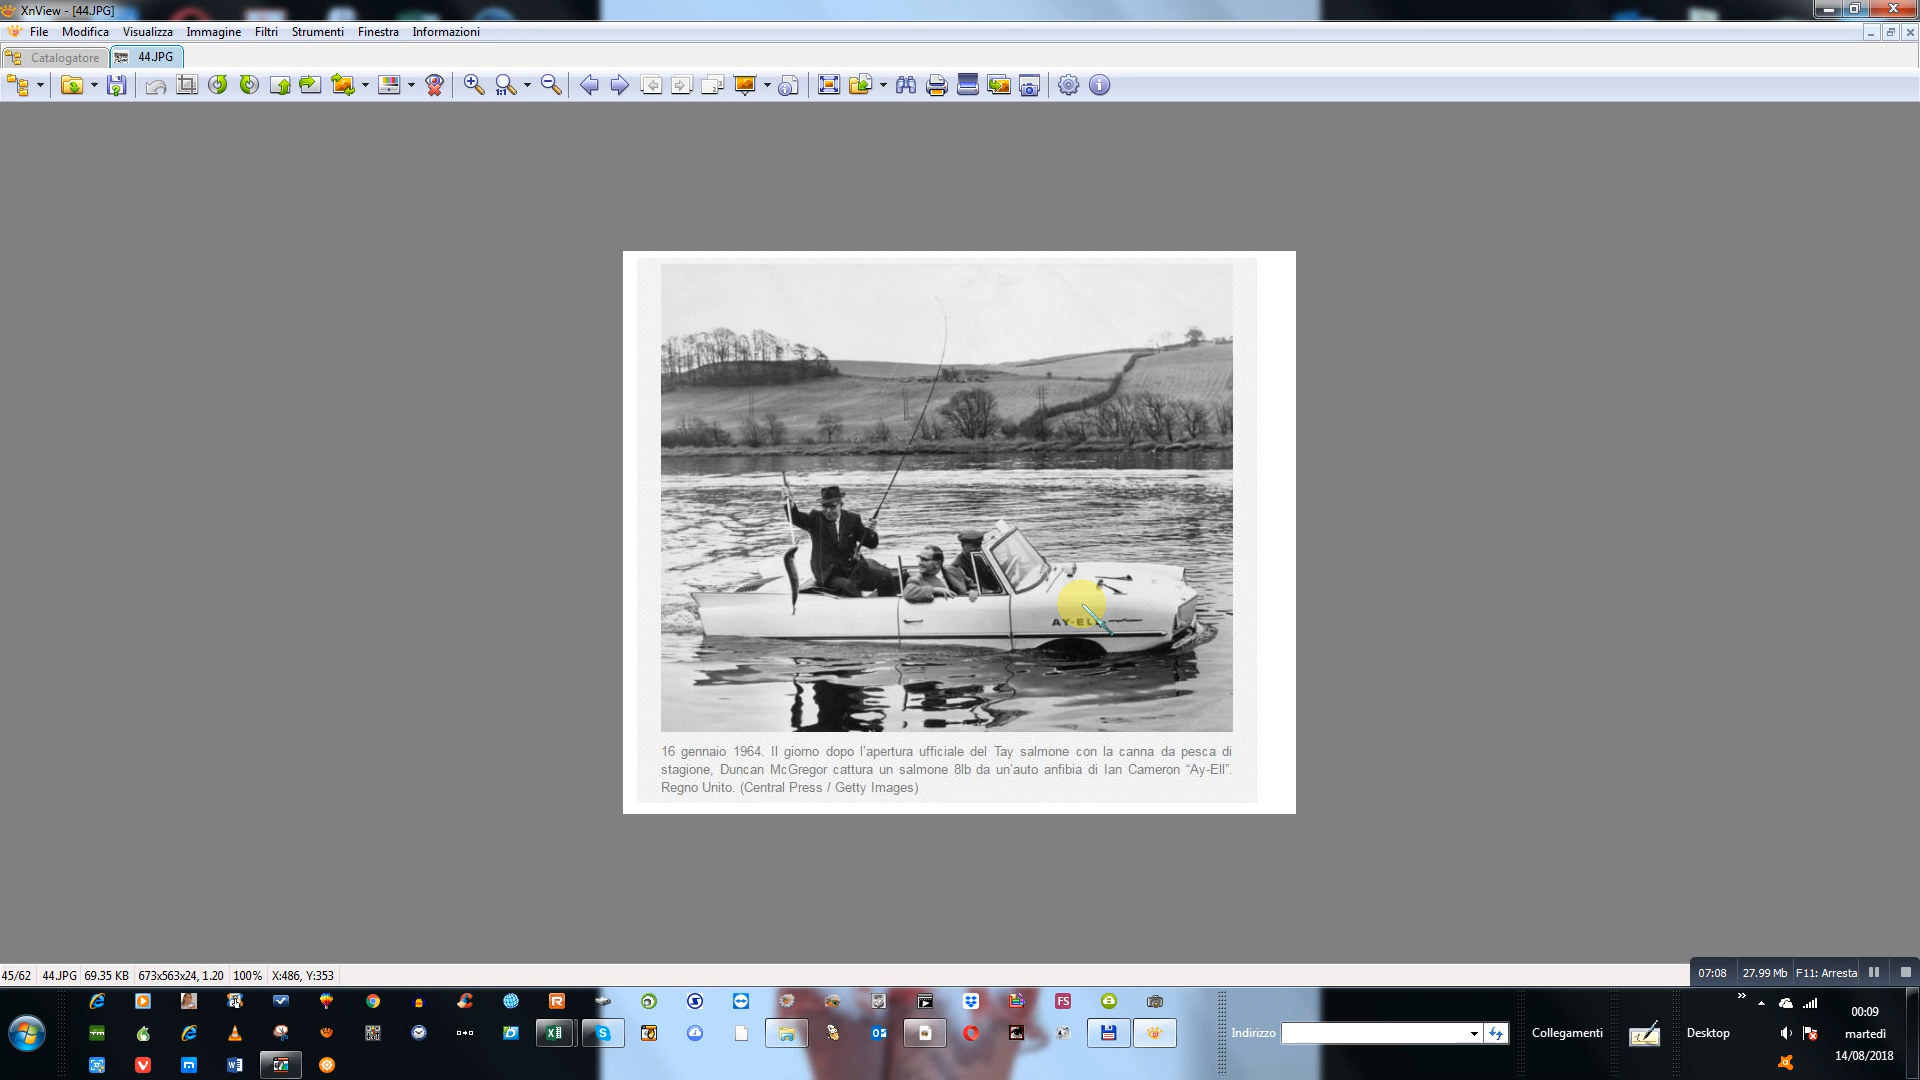 XnView - [44.JPG]
File Modifica Visualizza Immagine Filtri Strumenti Finestra Informazioni
Catalogatore 44.JPG
1:1
AY-ELL
16 gennaio 1964. Il giorno dopo l'apertura ufficiale del Tay salmone con la canna da pesca di
stagione, Duncan McGregor cattura un salmone 8lb da un'auto anfibia di Ian Cameron “Ay-Ell”.
Regno Unito. (Central Press / Getty Images)
45/62 44.JPG 69.35 KB 673x563x24, 1.20 100% X:486, Y:353
07:08 27.99 Mb F11: Arresta
FS
Indirizzo Collegamenti Desktop
00:09
martedì
14/08/2018